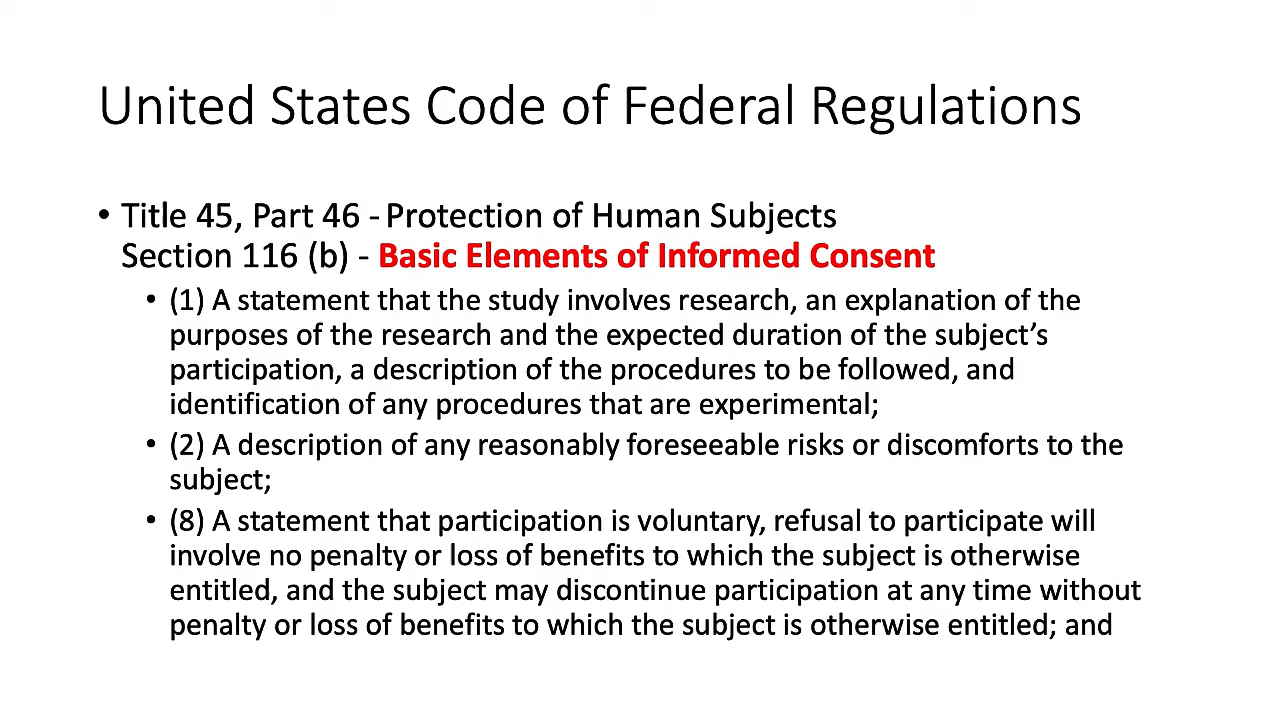 United States Code of Federal Regulations
• Title 45, Part 46 - Protection of Human Subjects
Section 116 (b) - Basic Elements of Informed Consent
• (1) A statement that the study involves research, an explanation of the
purposes of the research and the expected duration of the subject’s
participation, a description of the procedures to be followed, and
identification of any procedures that are experimental;
• (2) A description of any reasonably foreseeable risks or discomforts to the
subject;
• (8) A statement that participation is voluntary, refusal to participate will
involve no penalty or loss of benefits to which the subject is otherwise
entitled, and the subject may discontinue participation at any time without
penalty or loss of benefits to which the subject is otherwise entitled; and